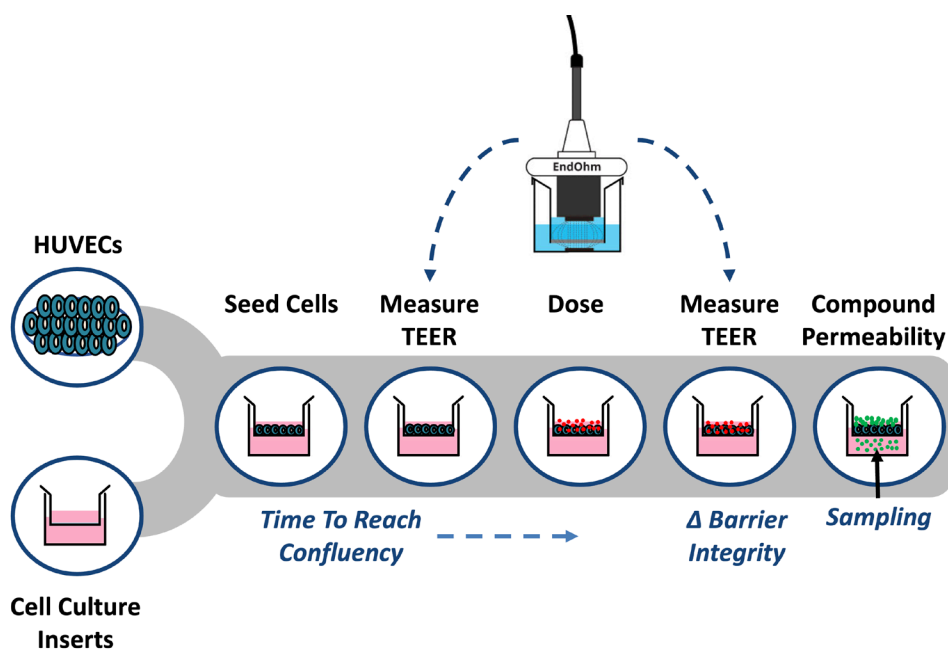 EndOhm
HUVECs
Seed Cells
Measure
TEER
Dose
Measure
TEER
Compound
Permeability
Time To Reach
Confluency
Δ Barrier
Integrity
Sampling
Cell Culture
Inserts